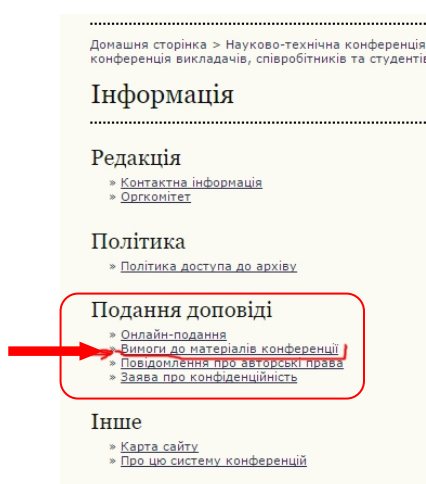 Домашня сторінка > Науково-технічна конференція
конференція викладачів, співробітників та студентів
Інформація
Редакція
» Контактна інформація
» Оргкомітет
Політика
» Політика доступа до архіву
Подання доповіді
» Онлайн-подання
» Вимоги до матеріалів конференції
» Повідомлення про авторські права
» Заява про конфіденційність
Інше
» Карта сайту
» Про цю систему конференцій